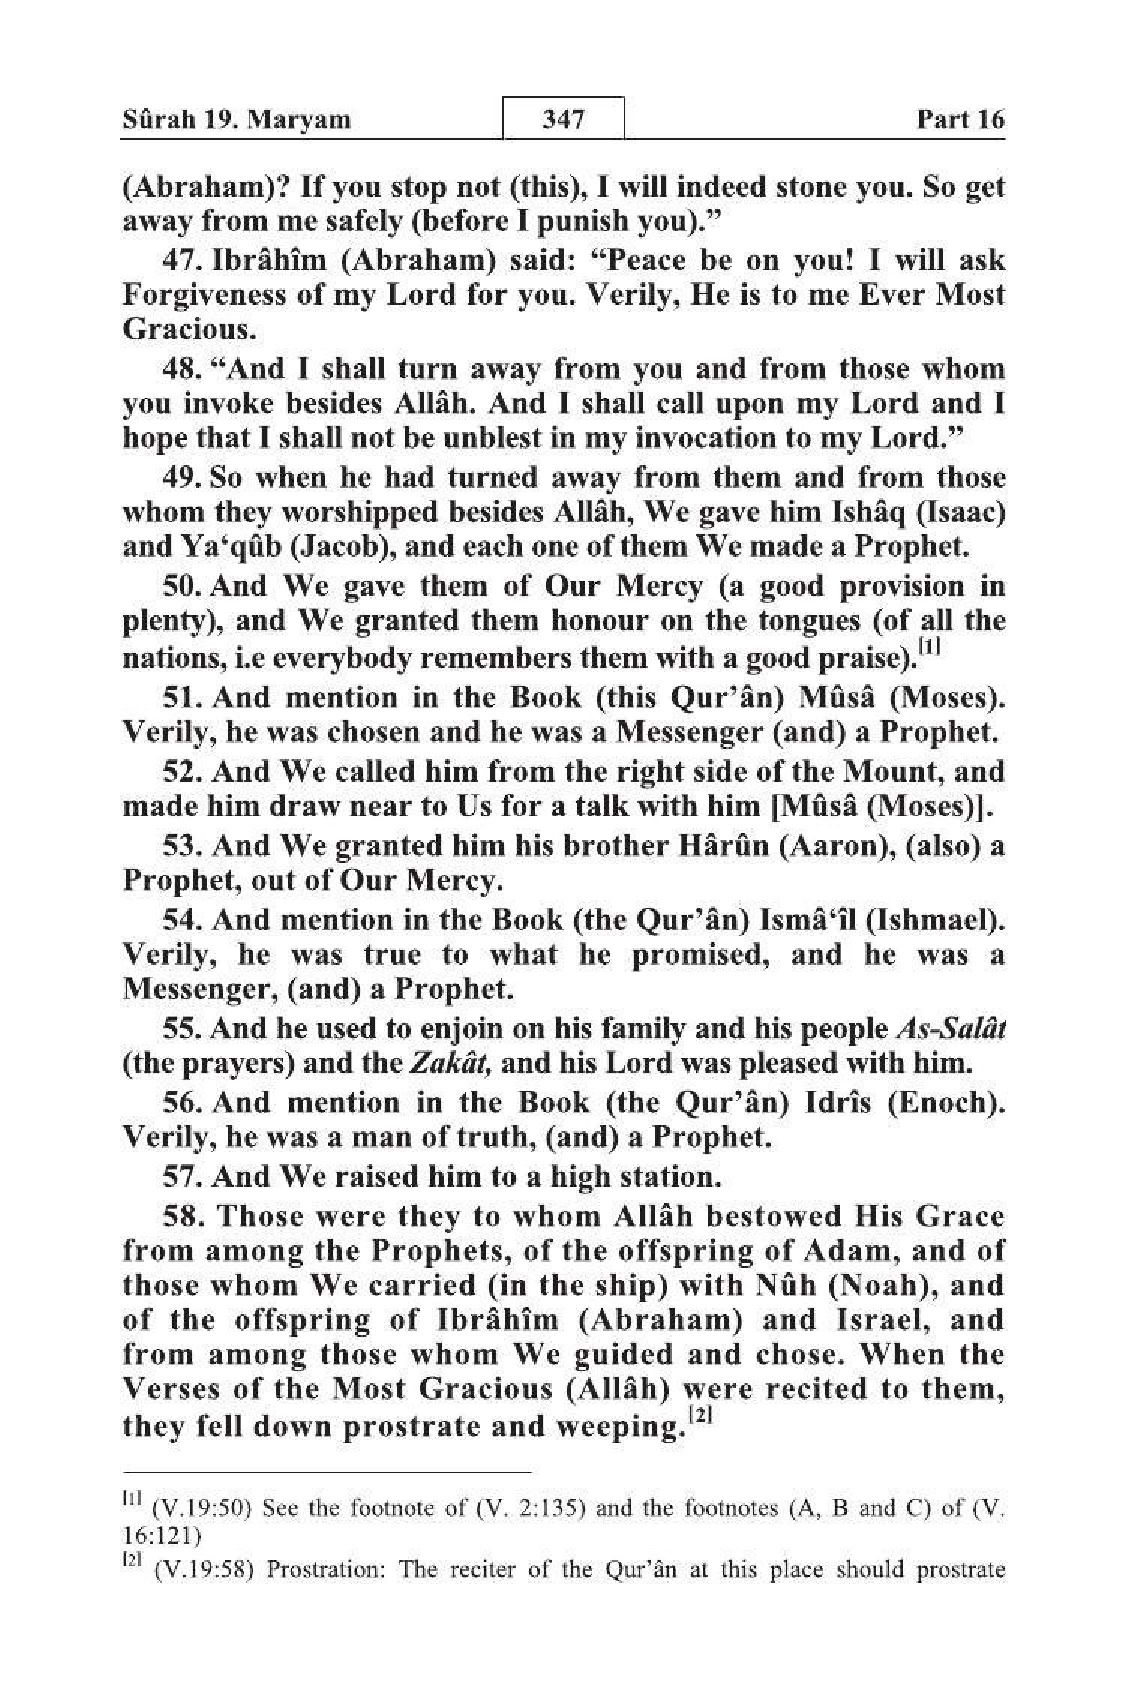 Sûrah 19. Maryam 347 Part 16
(Abraham)? If you stop not (this), I will indeed stone you. So get
away from me safely (before I punish you).”
47. Ibrâhîm (Abraham) said: “Peace be on you! I will ask
Forgiveness of my Lord for you. Verily, He is to me Ever Most
Gracious.
48. “And I shall turn away from you and from those whom
you invoke besides Allâh. And I shall call upon my Lord and I
hope that I shall not be unblest in my invocation to my Lord.”
49. So when he had turned away from them and from those
whom they worshipped besides Allâh, We gave him Ishâq (Isaac)
and Ya‘qûb (Jacob), and each one of them We made a Prophet.
50. And We gave them of Our Mercy (a good provision in
plenty), and We granted them honour on the tongues (of all the
nations, i.e everybody remembers them with a good praise).[1]
51. And mention in the Book (this Qur’ân) Mûsâ (Moses).
Verily, he was chosen and he was a Messenger (and) a Prophet.
52. And We called him from the right side of the Mount, and
made him draw near to Us for a talk with him [Mûsâ (Moses)].
53. And We granted him his brother Hârûn (Aaron), (also) a
Prophet, out of Our Mercy.
54. And mention in the Book (the Qur’ân) Ismâ‘îl (Ishmael).
Verily, he was true to what he promised, and he was a
Messenger, (and) a Prophet.
55. And he used to enjoin on his family and his people As-Salât
(the prayers) and the Zakât, and his Lord was pleased with him.
56. And mention in the Book (the Qur’ân) Idrîs (Enoch).
Verily, he was a man of truth, (and) a Prophet.
57. And We raised him to a high station.
58. Those were they to whom Allâh bestowed His Grace
from among the Prophets, of the offspring of Adam, and of
those whom We carried (in the ship) with Nûh (Noah), and
of the offspring of Ibrâhîm (Abraham) and Israel, and
from among those whom We guided and chose. When the
Verses of the Most Gracious (Allâh) were recited to them,
they fell down prostrate and weeping.[2]
[1] (V.19:50) See the footnote of (V. 2:135) and the footnotes (A, B and C) of (V.
16:121)
[2] (V.19:58) Prostration: The reciter of the Qur’ân at this place should prostrate